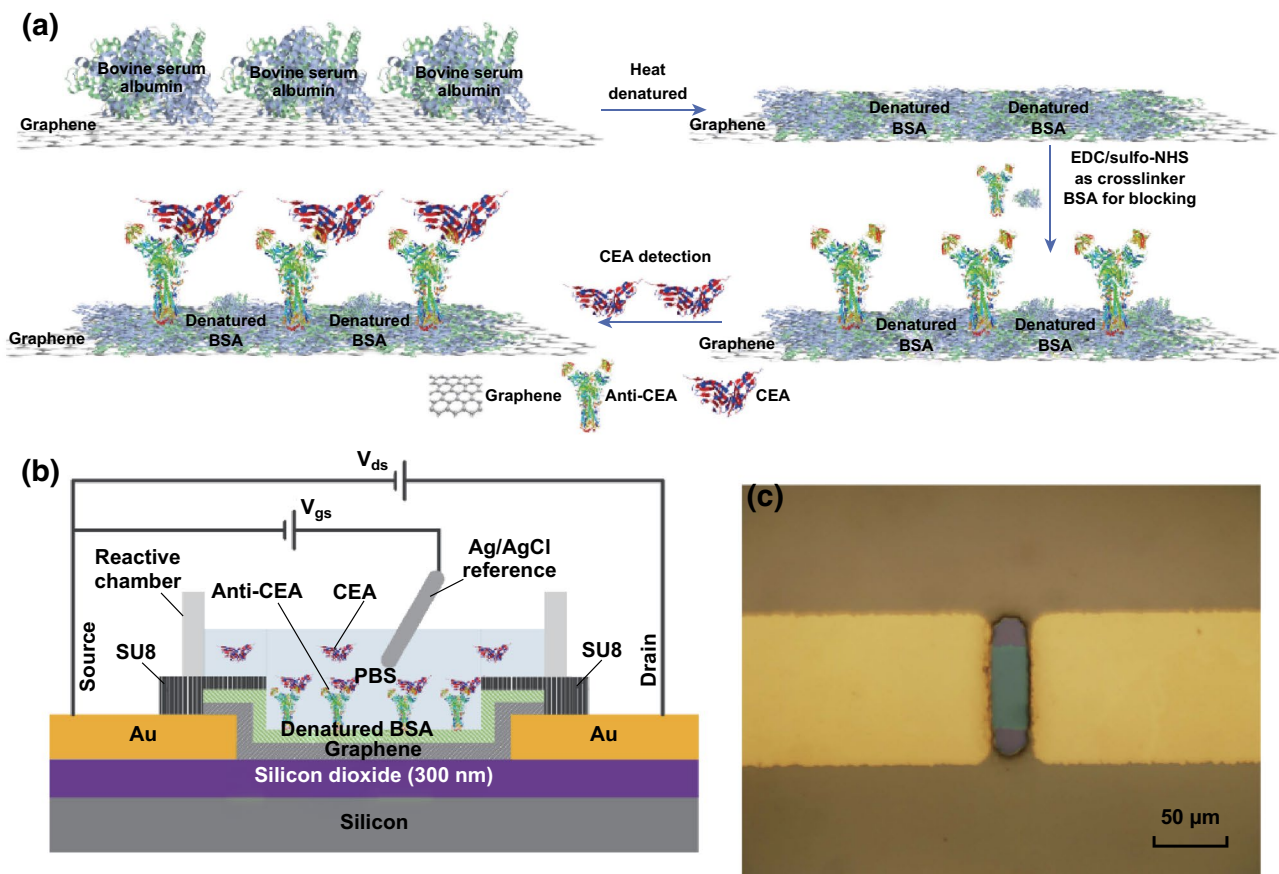 (a)
Bovine serum
albumin
Bovine serum
albumin
Bovine serum
albumin
Graphene
Heat
denatured
Graphene
Denatured
BSA
Denatured
BSA
EDC/sulfo-NHS
as crosslinker
BSA for blocking
Graphene
Denatured
BSA
Denatured
BSA
CEA detection
Graphene
Denatured
BSA
Denatured
BSA
Graphene
Anti-CEA
CEA
(b)
Vds
Vgs
Reactive
chamber
Anti-CEA
CEA
Ag/AgCl
reference
Source
SU8
PBS
SU8
Drain
Au
Denatured BSA
Graphene
Au
Silicon dioxide (300 nm)
Silicon
(c)
50 µm